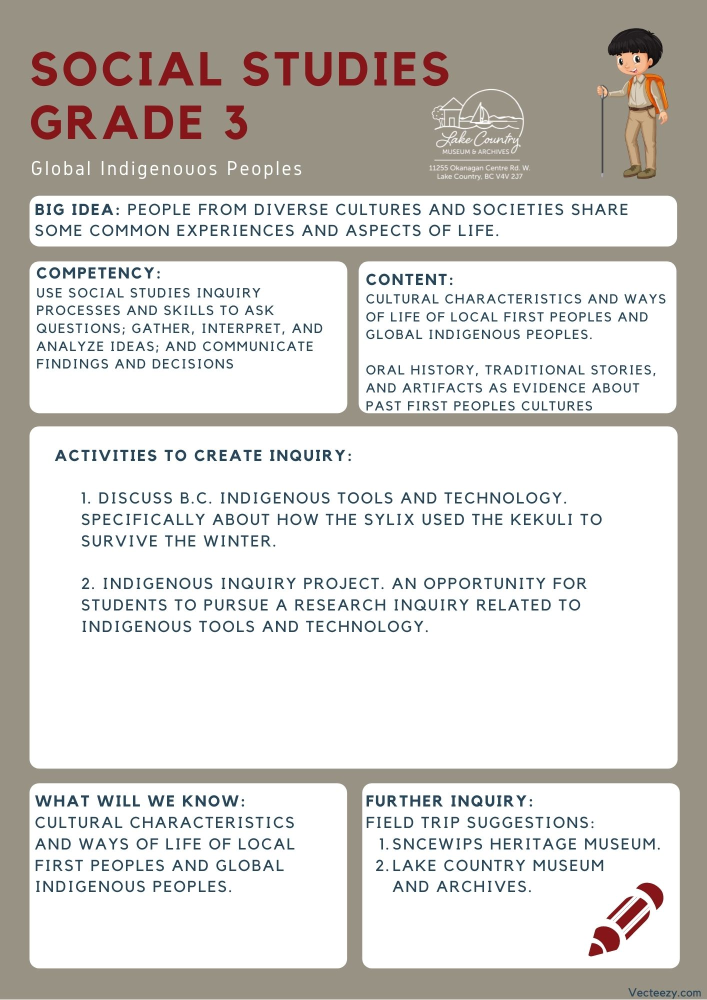 SOCIAL STUDIES
GRADE 3
Global Indigenouos Peoples
Lake Country
MUSEUM & ARCHIVES
11255 Okanagan Centre Rd. W.
Lake Country, BC V4V 2J7
BIG IDEA: PEOPLE FROM DIVERSE CULTURES AND SOCIETIES SHARE
SOME COMMON EXPERIENCES AND ASPECTS OF LIFE.
COMPETENCY:
USE SOCIAL STUDIES INQUIRY
PROCESSES AND SKILLS TO ASK
QUESTIONS; GATHER, INTERPRET, AND
ANALYZE IDEAS; AND COMMUNICATE
FINDINGS AND DECISIONS
CONTENT:
CULTURAL CHARACTERISTICS AND WAYS
OF LIFE OF LOCAL FIRST PEOPLES AND
GLOBAL INDIGENOUS PEOPLES.
ORAL HISTORY, TRADITIONAL STORIES,
AND ARTIFACTS AS EVIDENCE ABOUT
PAST FIRST PEOPLES CULTURES
ACTIVITIES TO CREATE INQUIRY:
1. DISCUSS B.C. INDIGENOUS TOOLS AND TECHNOLOGY.
SPECIFICALLY ABOUT HOW THE SYLIX USED THE KEKULI TO
SURVIVE THE WINTER.
2. INDIGENOUS INQUIRY PROJECT. AN OPPORTUNITY FOR
STUDENTS TO PURSUE A RESEARCH INQUIRY RELATED TO
INDIGENOUS TOOLS AND TECHNOLOGY.
WHAT WILL WE KNOW:
CULTURAL CHARACTERISTICS
AND WAYS OF LIFE OF LOCAL
FIRST PEOPLES AND GLOBAL
INDIGENOUS PEOPLES.
FURTHER INQUIRY:
FIELD TRIP SUGGESTIONS:
1. SNCEWIPS HERITAGE MUSEUM.
2. LAKE COUNTRY MUSEUM
AND ARCHIVES.
Vecteezy.com